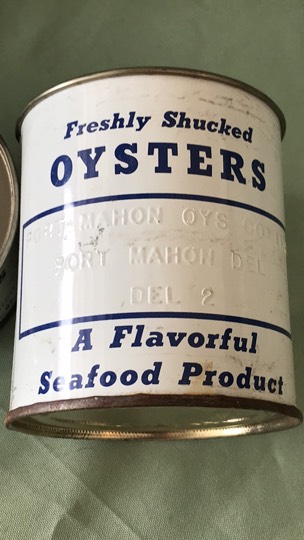 Freshly Shucked
OYSTERS
PORT MAHON OYS
PORT MAHON DEL
DEL 2
A Flavorful
Seafood Product